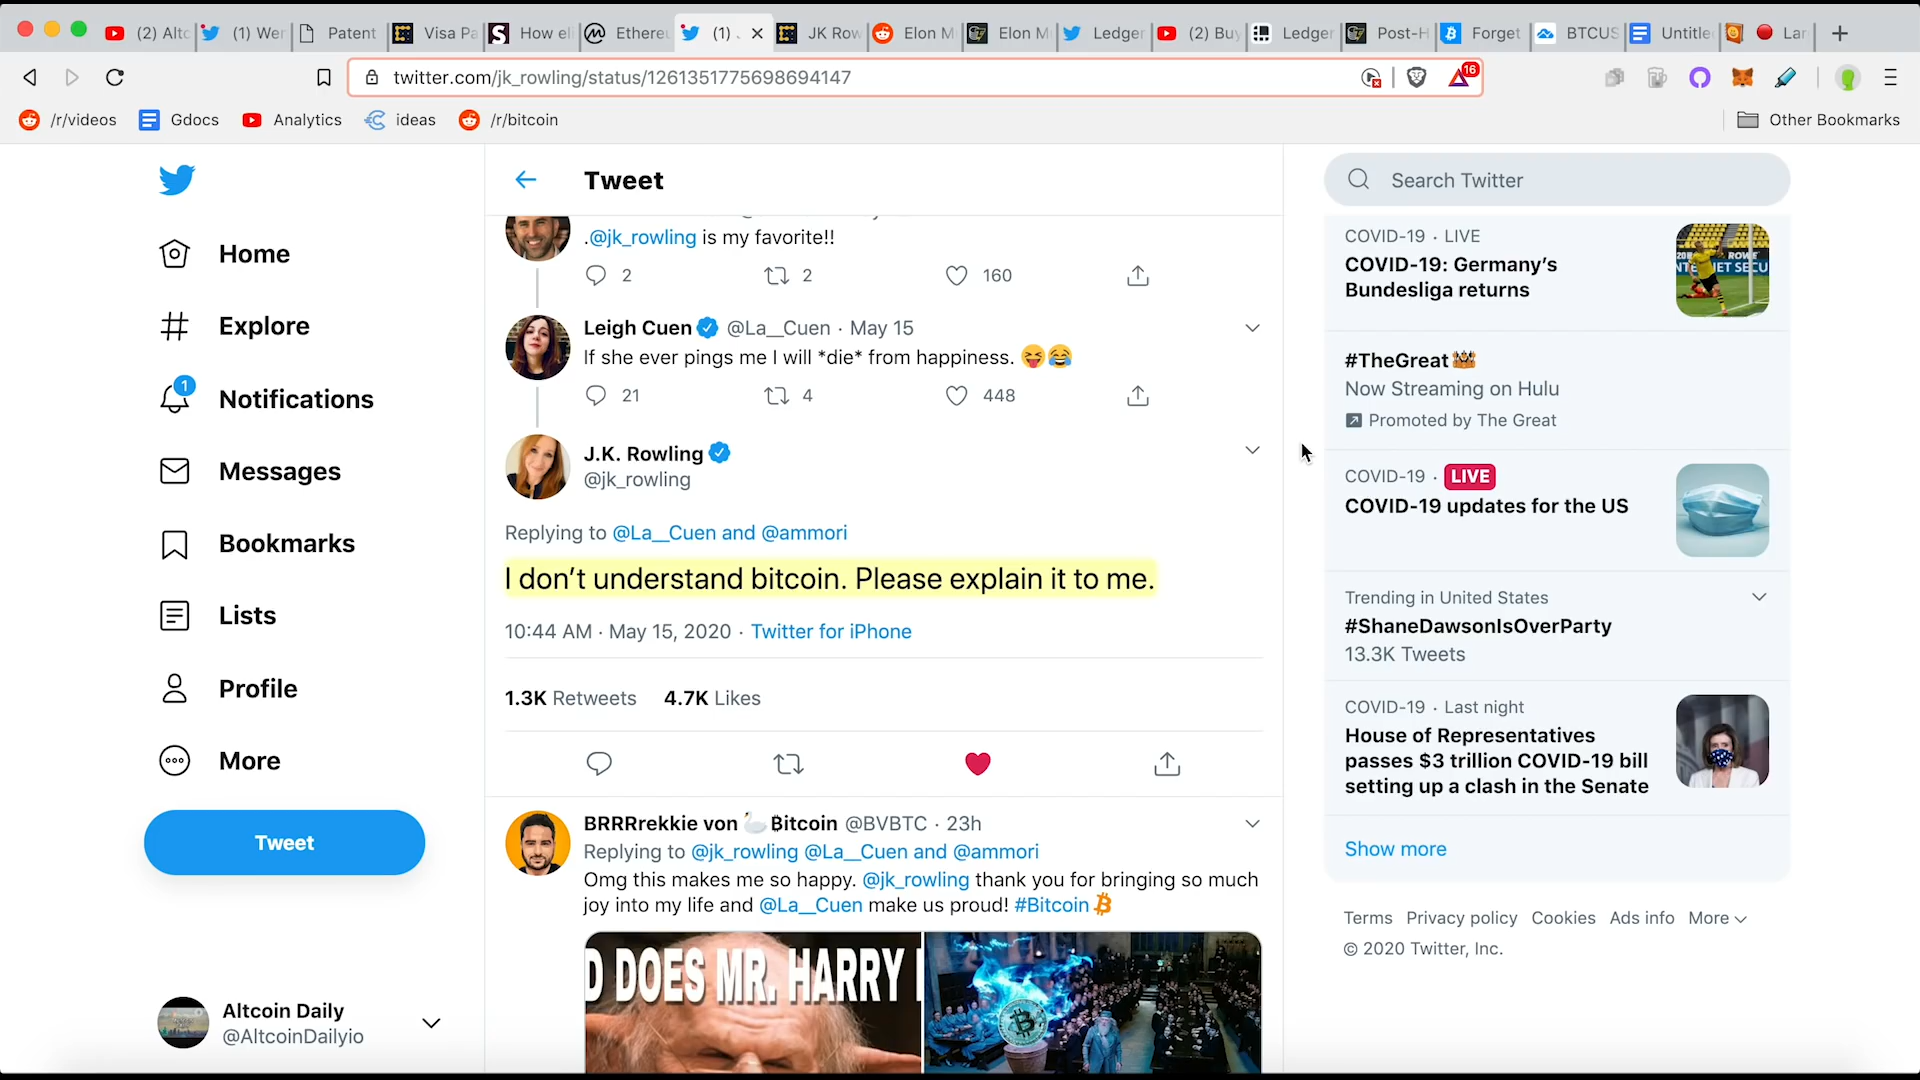 (2) Altc
(1) Wer
Patent
Visa Pa
How el
Ethereu
(1)
JK Row
Elon M
Elon M
Ledger
(2) Bu
Ledger
Post-H
Forget
BTCUS
Untitle
Lar
twitter.com/jk_rowling/status/1261351775698694147
16
/r/videos
Gdocs
Analytics
ideas
/r/bitcoin
Other Bookmarks
Home
Explore
1
Notifications
Messages
Bookmarks
Lists
Profile
More
Tweet
Altcoin Daily
@AltcoinDailyio
Tweet
.@jk_rowling is my favorite!!
2 2 160
Leigh Cuen @La__Cuen · May 15
If she ever pings me I will *die* from happiness. 😝😂
21 4 448
J.K. Rowling
@jk_rowling
Replying to @La__Cuen and @ammori
I don’t understand bitcoin. Please explain it to me.
10:44 AM · May 15, 2020 · Twitter for iPhone
1.3K Retweets 4.7K Likes
BRRRrekkie von 🦢 ₿itcoin @BVBTC · 23h
Replying to @jk_rowling @La__Cuen and @ammori
Omg this makes me so happy. @jk_rowling thank you for bringing so much
joy into my life and @La__Cuen make us proud! #Bitcoin
D DOES MR. HARRY
Search Twitter
COVID-19 · LIVE
COVID-19: Germany’s
Bundesliga returns
#TheGreat
Now Streaming on Hulu
Promoted by The Great
COVID-19 · LIVE
COVID-19 updates for the US
Trending in United States
#ShaneDawsonIsOverParty
13.3K Tweets
COVID-19 · Last night
House of Representatives
passes $3 trillion COVID-19 bill
setting up a clash in the Senate
Show more
Terms Privacy policy Cookies Ads info More
© 2020 Twitter, Inc.